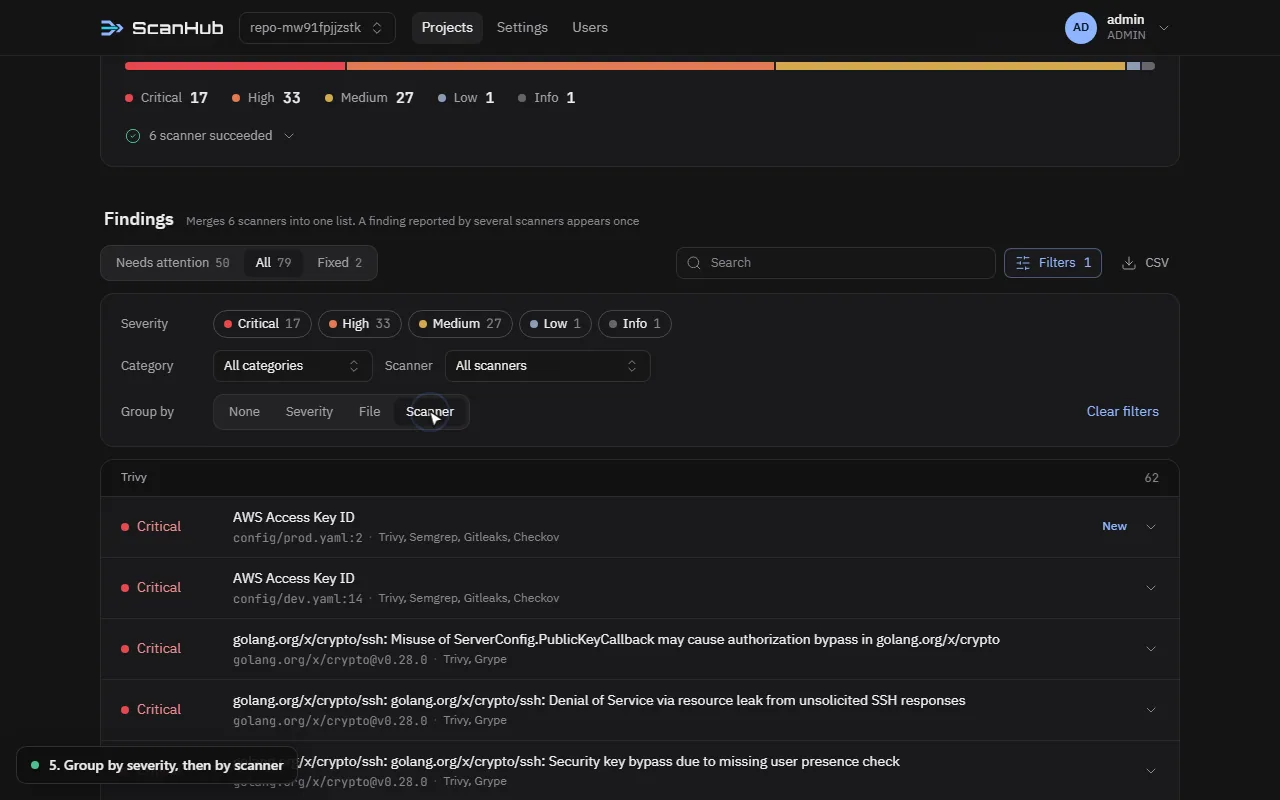 ScanHub repo-mw91fpjjzstk Projects Settings Users AD admin ADMIN
Critical 17 High 33 Medium 27 Low 1 Info 1
6 scanner succeeded
Findings Merges 6 scanners into one list. A finding reported by several scanners appears once
Needs attention 50 All 79 Fixed 2 Search Filters 1 CSV
Severity Critical 17 High 33 Medium 27 Low 1 Info 1
Category All categories Scanner All scanners
Group by None Severity File Scanner Clear filters
Trivy 62
Critical AWS Access Key ID New
config/prod.yaml:2 · Trivy, Semgrep, Gitleaks, Checkov
Critical AWS Access Key ID
config/dev.yaml:14 · Trivy, Semgrep, Gitleaks, Checkov
Critical golang.org/x/crypto/ssh: Misuse of ServerConfig.PublicKeyCallback may cause authorization bypass in golang.org/x/crypto
golang.org/x/crypto@v0.28.0 · Trivy, Grype
Critical golang.org/x/crypto/ssh: golang.org/x/crypto/ssh: Denial of Service via resource leak from unsolicited SSH responses
golang.org/x/crypto@v0.28.0 · Trivy, Grype
/x/crypto/ssh: golang.org/x/crypto/ssh: Security key bypass due to missing user presence check
5. Group by severity, then by scanner
/x/crypto@v0.28.0 · Trivy, Grype